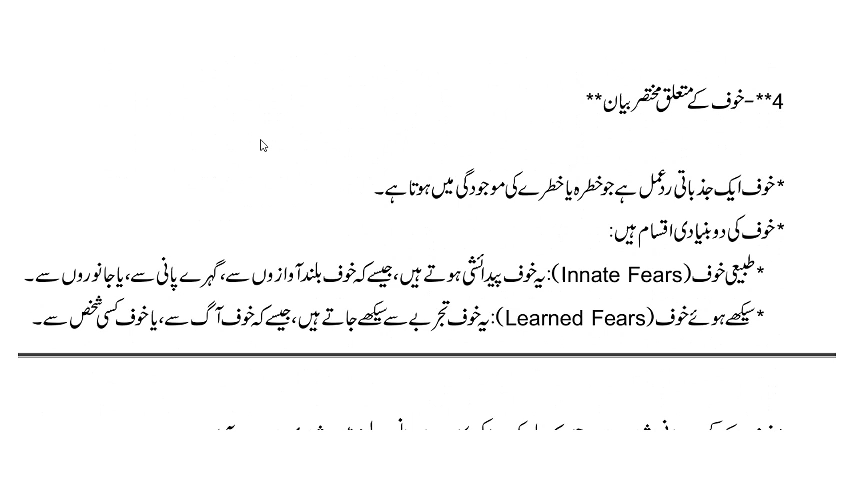 4**-خوف کے متعلق مختصر بیان**
* خوف ایک جذباتی ردعمل ہے جو خطرہ یا خطرے کی موجودگی میں ہوتا ہے۔
* خوف کی دو بنیادی اقسام ہیں:
* طبیعی خوف (Innate Fears): یہ خوف پیدائشی ہوتے ہیں، جیسے کہ خوف بلند آوازوں سے، گہرے پانی سے، یا جانوروں سے۔
* سیکھے ہوئے خوف (Learned Fears): یہ خوف تجربے سے سیکھے جاتے ہیں، جیسے کہ خوف آگ سے، یا خوف کسی شخص سے۔